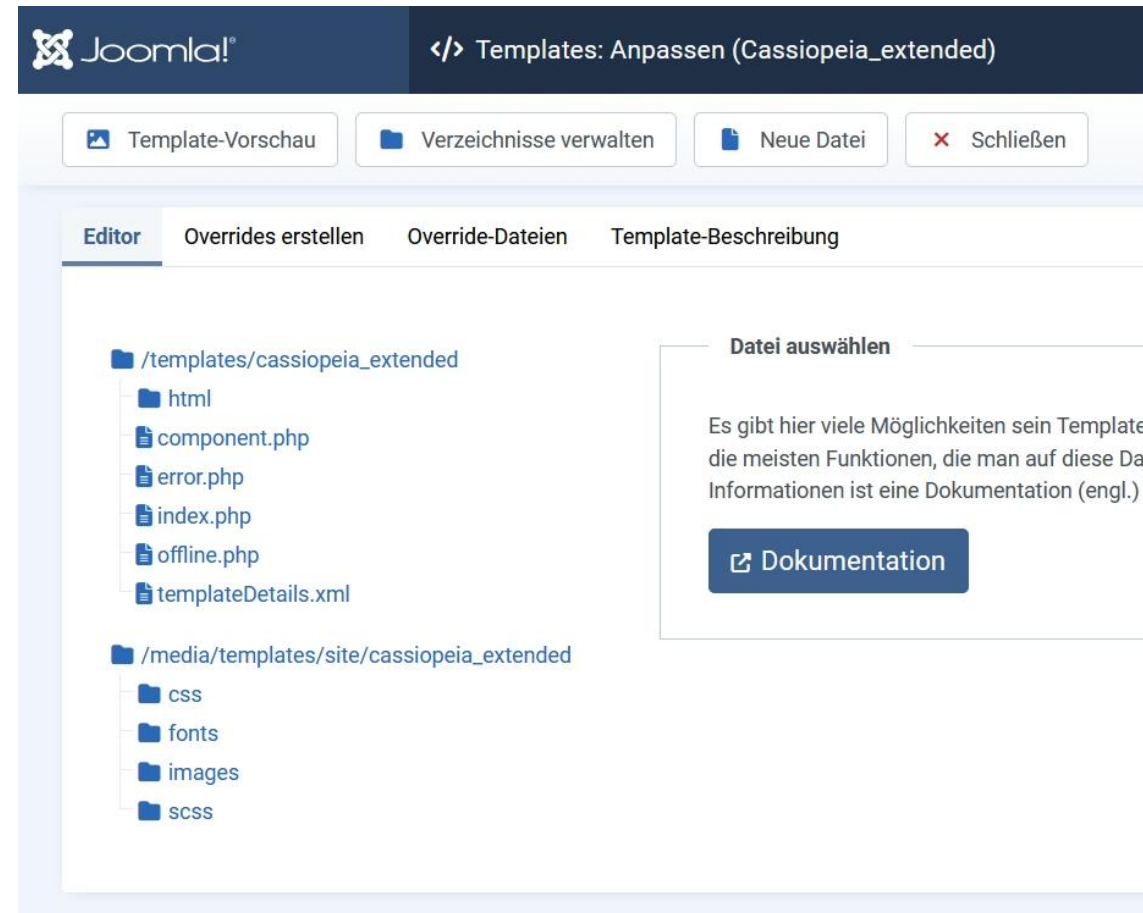 Joomla!®
</> Templates: Anpassen (Cassiopeia_extended)
Template-Vorschau Verzeichnisse verwalten Neue Datei Schließen
Editor Overrides erstellen Override-Dateien Template-Beschreibung
/templates/cassiopeia_extended
html
component.php
error.php
index.php
offline.php
templateDetails.xml
/media/templates/site/cassiopeia_extended
css
fonts
images
scss
Datei auswählen
Es gibt hier viele Möglichkeiten sein Template
die meisten Funktionen, die man auf diese Da
Informationen ist eine Dokumentation (engl.)
Dokumentation